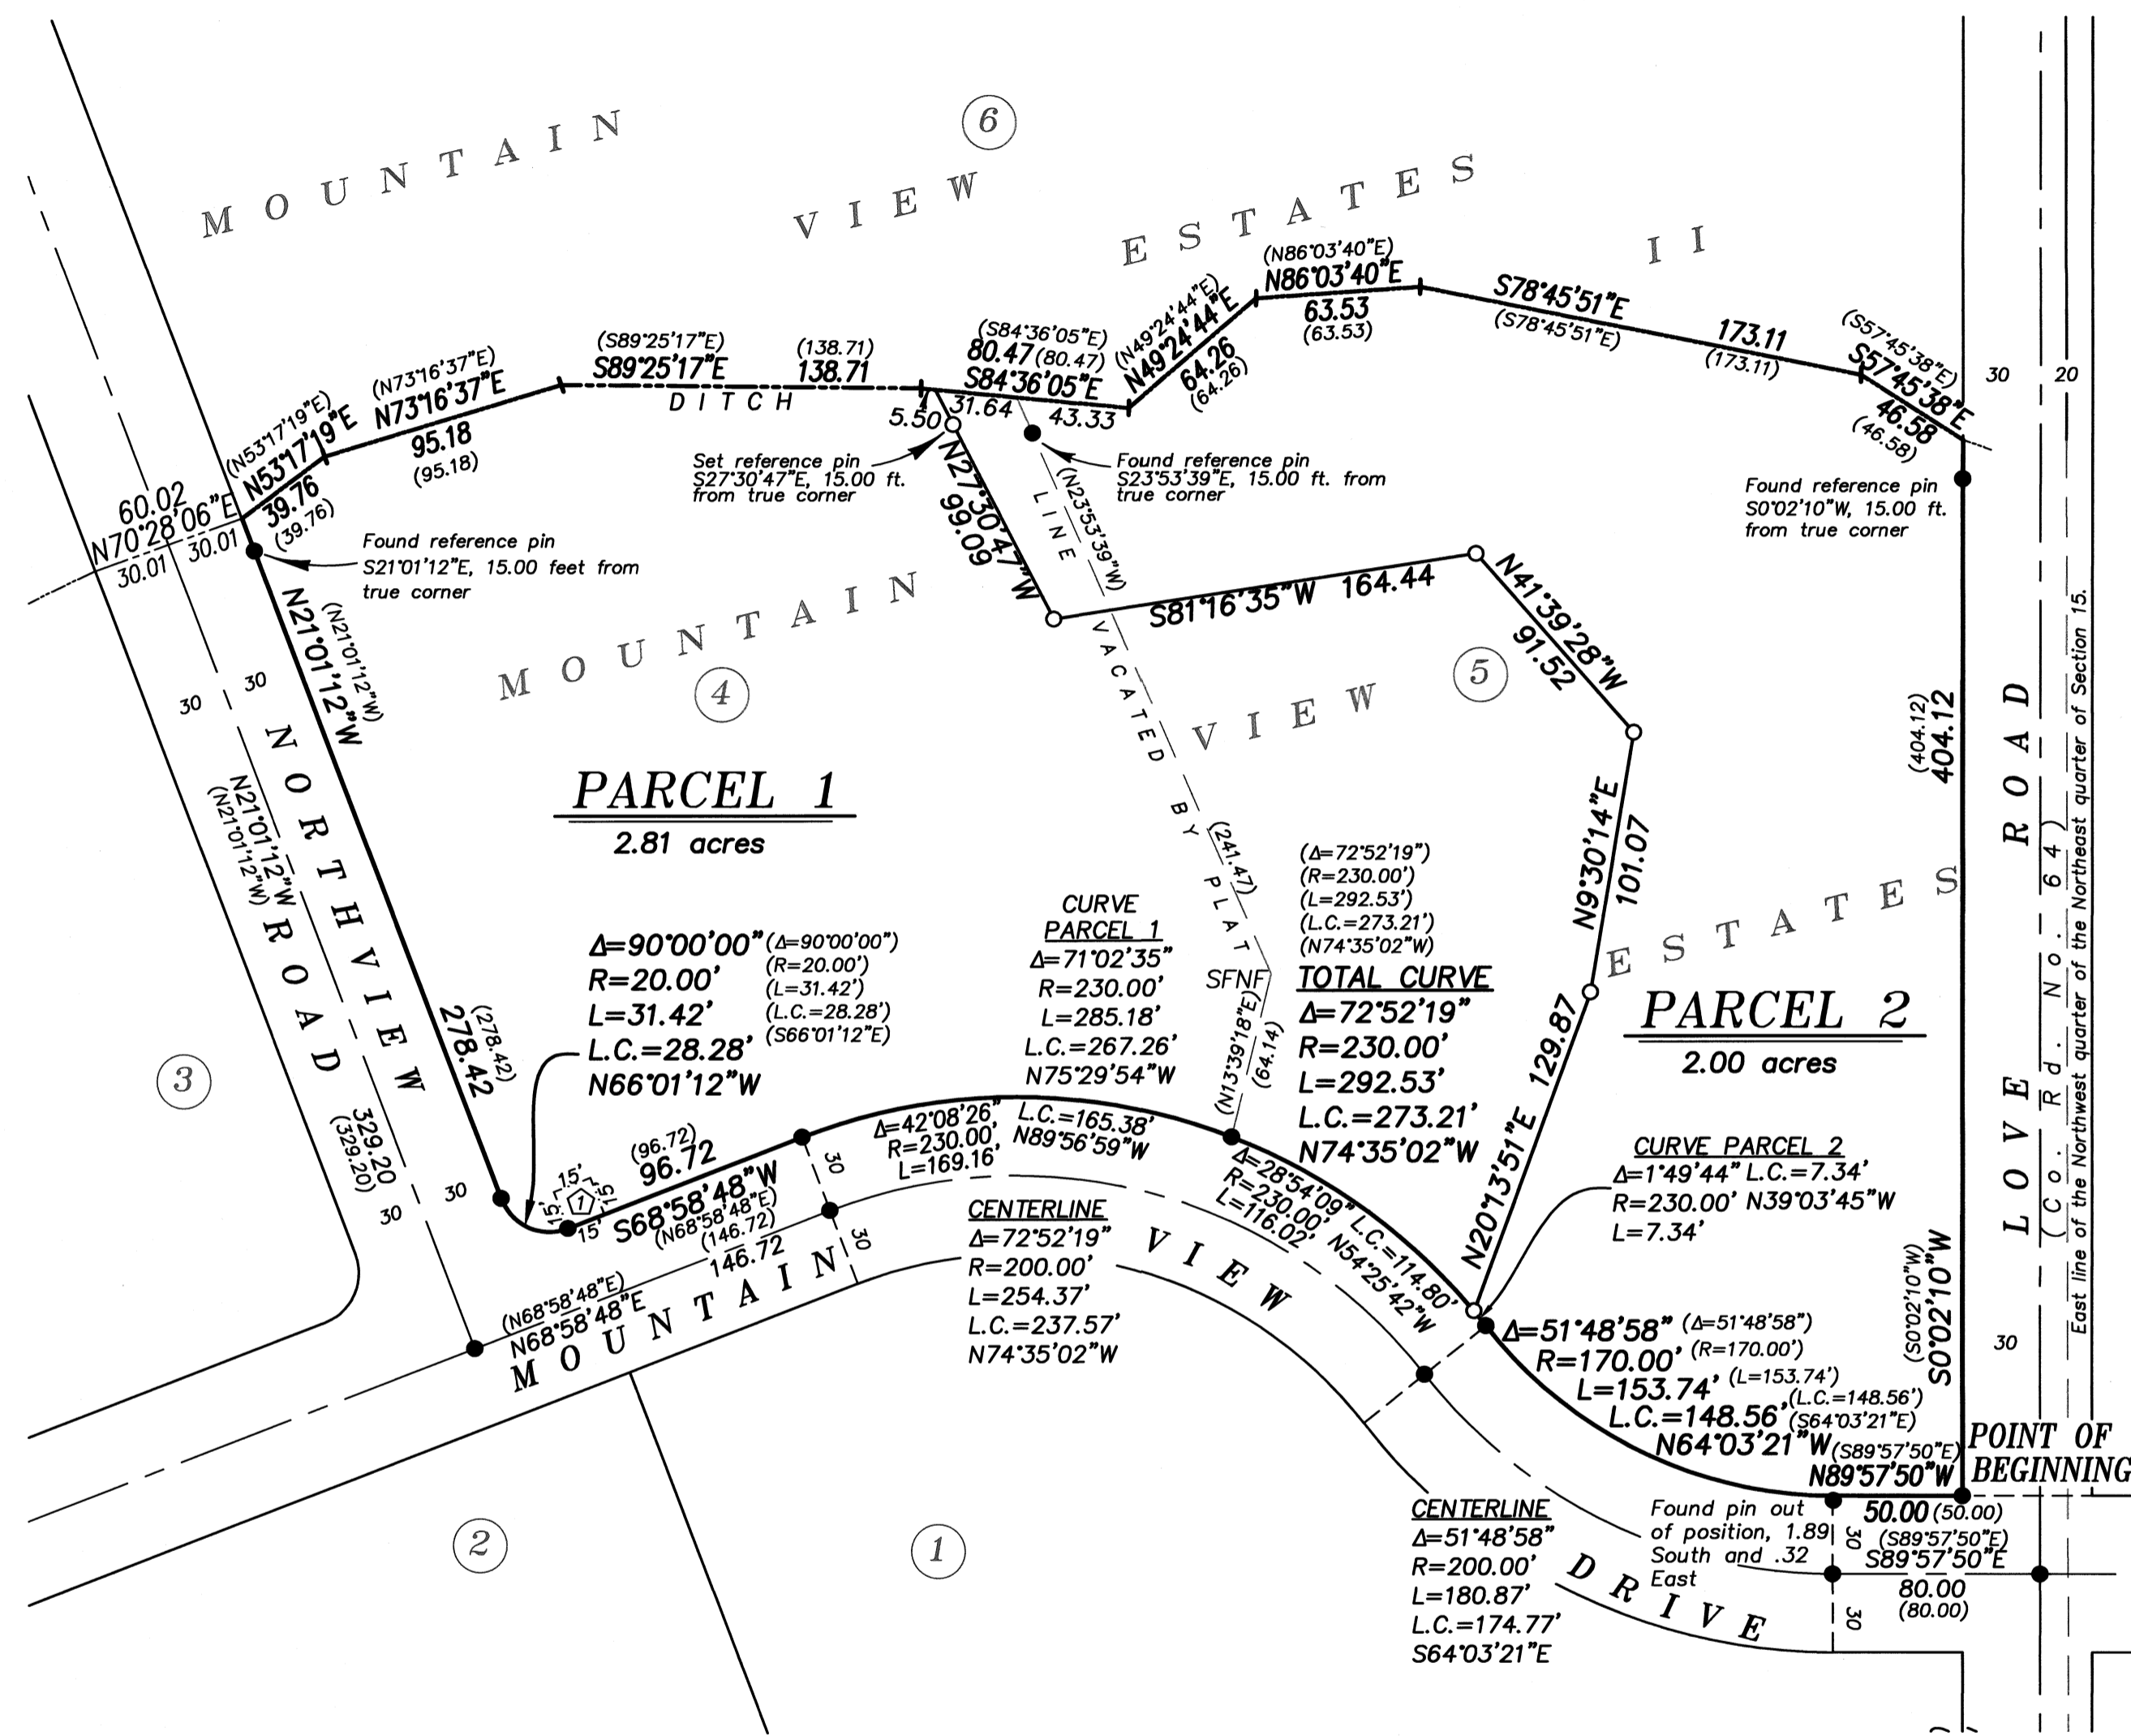 MOUNTAIN VIEW ESTATES II
6
(N86°03'40"E)
N86°03'40"E
63.53
(63.53)
S78°45'51"E
(S78°45'51"E)
173.11
(173.11)
(S57°45'38"E)
S57°45'38"E
46.58
(46.58)
30
20
(N49°24'44"E)
N49°24'44"E
64.26
(64.26)
(S84°36'05"E)
80.47 (80.47)
S84°36'05"E
5.50
31.64
43.33
(S89°25'17"E)
S89°25'17"E
(138.71)
138.71
DITCH
(N73°16'37"E)
N73°16'37"E
95.18
(95.18)
(N53°17'19"E)
N53°17'19"E
39.76
(39.76)
60.02
N70°28'06"E
30.01
30.01
Found reference pin
S21°01'12"E, 15.00 feet from
true corner
Set reference pin
S27°30'47"E, 15.00 ft.
from true corner
Found reference pin
S23°53'39"E, 15.00 ft. from
true corner
Found reference pin
S0°02'10"W, 15.00 ft.
from true corner
N27°30'47"W
99.09
(N23°53'39"W)
LINE
VACATED BY PLAT
(241.47)
SFNF
(N13°39'18"E)
(64.14)
S81°16'35"W 164.44
N41°39'28"W
91.52
N9°30'14"E
101.07
N20°13'51"E 129.87
MOUNTAIN VIEW ESTATES
4
5
N21°01'12"W
(N21°01'12"W)
278.42
(278.42)
30
30
NORTHVIEW ROAD
N21°01'12"W
(N21°01'12"W)
329.20
(329.20)
30
30
3
PARCEL 1
2.81 acres
PARCEL 2
2.00 acres
(404.12)
404.12
(S0°02'10"W)
S0°02'10"W
LOVE ROAD
(Co. Rd. No. 64)
East line of the Northwest quarter of the Northeast quarter of Section 15.
30
Δ=90°00'00" (Δ=90°00'00")
R=20.00' (R=20.00')
L=31.42' (L=31.42')
L.C.=28.28' (L.C.=28.28')
N66°01'12"W (S66°01'12"E)
CURVE
PARCEL 1
Δ=71°02'35"
R=230.00'
L=285.18'
L.C.=267.26'
N75°29'54"W
(Δ=72°52'19")
(R=230.00')
(L=292.53')
(L.C.=273.21')
(N74°35'02"W)
TOTAL CURVE
Δ=72°52'19"
R=230.00'
L=292.53'
L.C.=273.21'
N74°35'02"W
CURVE PARCEL 2
Δ=1°49'44" L.C.=7.34'
R=230.00' N39°03'45"W
L=7.34'
15'
15'
15'
15'
1
(96.72)
96.72
S68°58'48"W
(N68°58'48"E)
(146.72)
146.72
(N68°58'48"E)
N68°58'48"E
30
30
Δ=42°08'26"
R=230.00'
L=169.16'
L.C.=165.38'
N89°56'59"W
Δ=28°54'09"
R=230.00'
L=116.02'
L.C.=114.80'
N54°25'42"W
CENTERLINE
Δ=72°52'19"
R=200.00'
L=254.37'
L.C.=237.57'
N74°35'02"W
MOUNTAIN VIEW DRIVE
Δ=51°48'58" (Δ=51°48'58")
R=170.00' (R=170.00')
L=153.74' (L=153.74')
L.C.=148.56' (L.C.=148.56')
N64°03'21"W (S64°03'21"E)
(S89°57'50"E)
N89°57'50"W
POINT OF
BEGINNING
50.00 (50.00)
(S89°57'50"E)
S89°57'50"E
80.00
(80.00)
30
30
Found pin out
of position, 1.89
South and .32
East
CENTERLINE
Δ=51°48'58"
R=200.00'
L=180.87'
L.C.=174.77'
S64°03'21"E
2
1